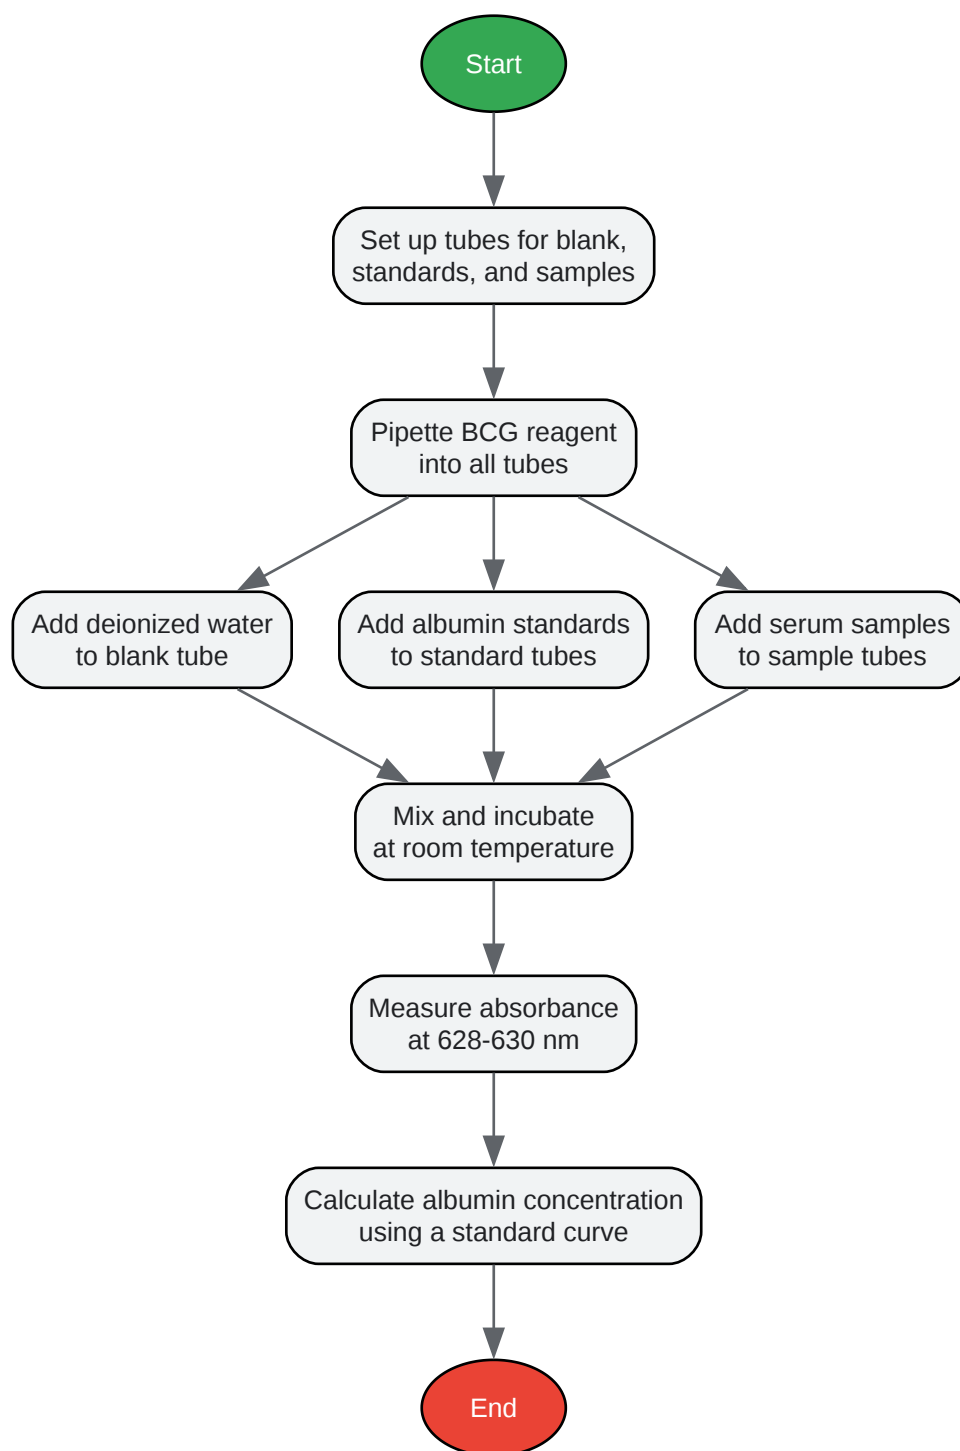 Start
Set up tubes for blank,
standards, and samples
Pipette BCG reagent
into all tubes
Add deionized water
to blank tube
Add albumin standards
to standard tubes
Add serum samples
to sample tubes
Mix and incubate
at room temperature
Measure absorbance
at 628-630 nm
Calculate albumin concentration
using a standard curve
End